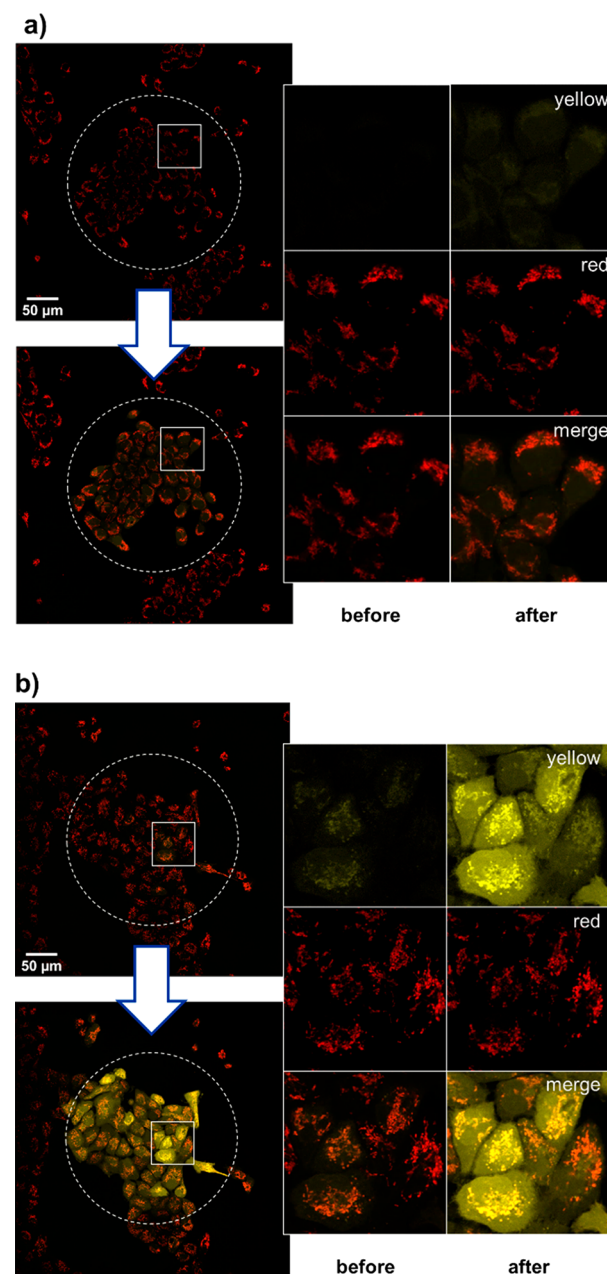 a)
yellow
red
50 µm
merge
before after
b)
yellow
red
50 µm
merge
before after